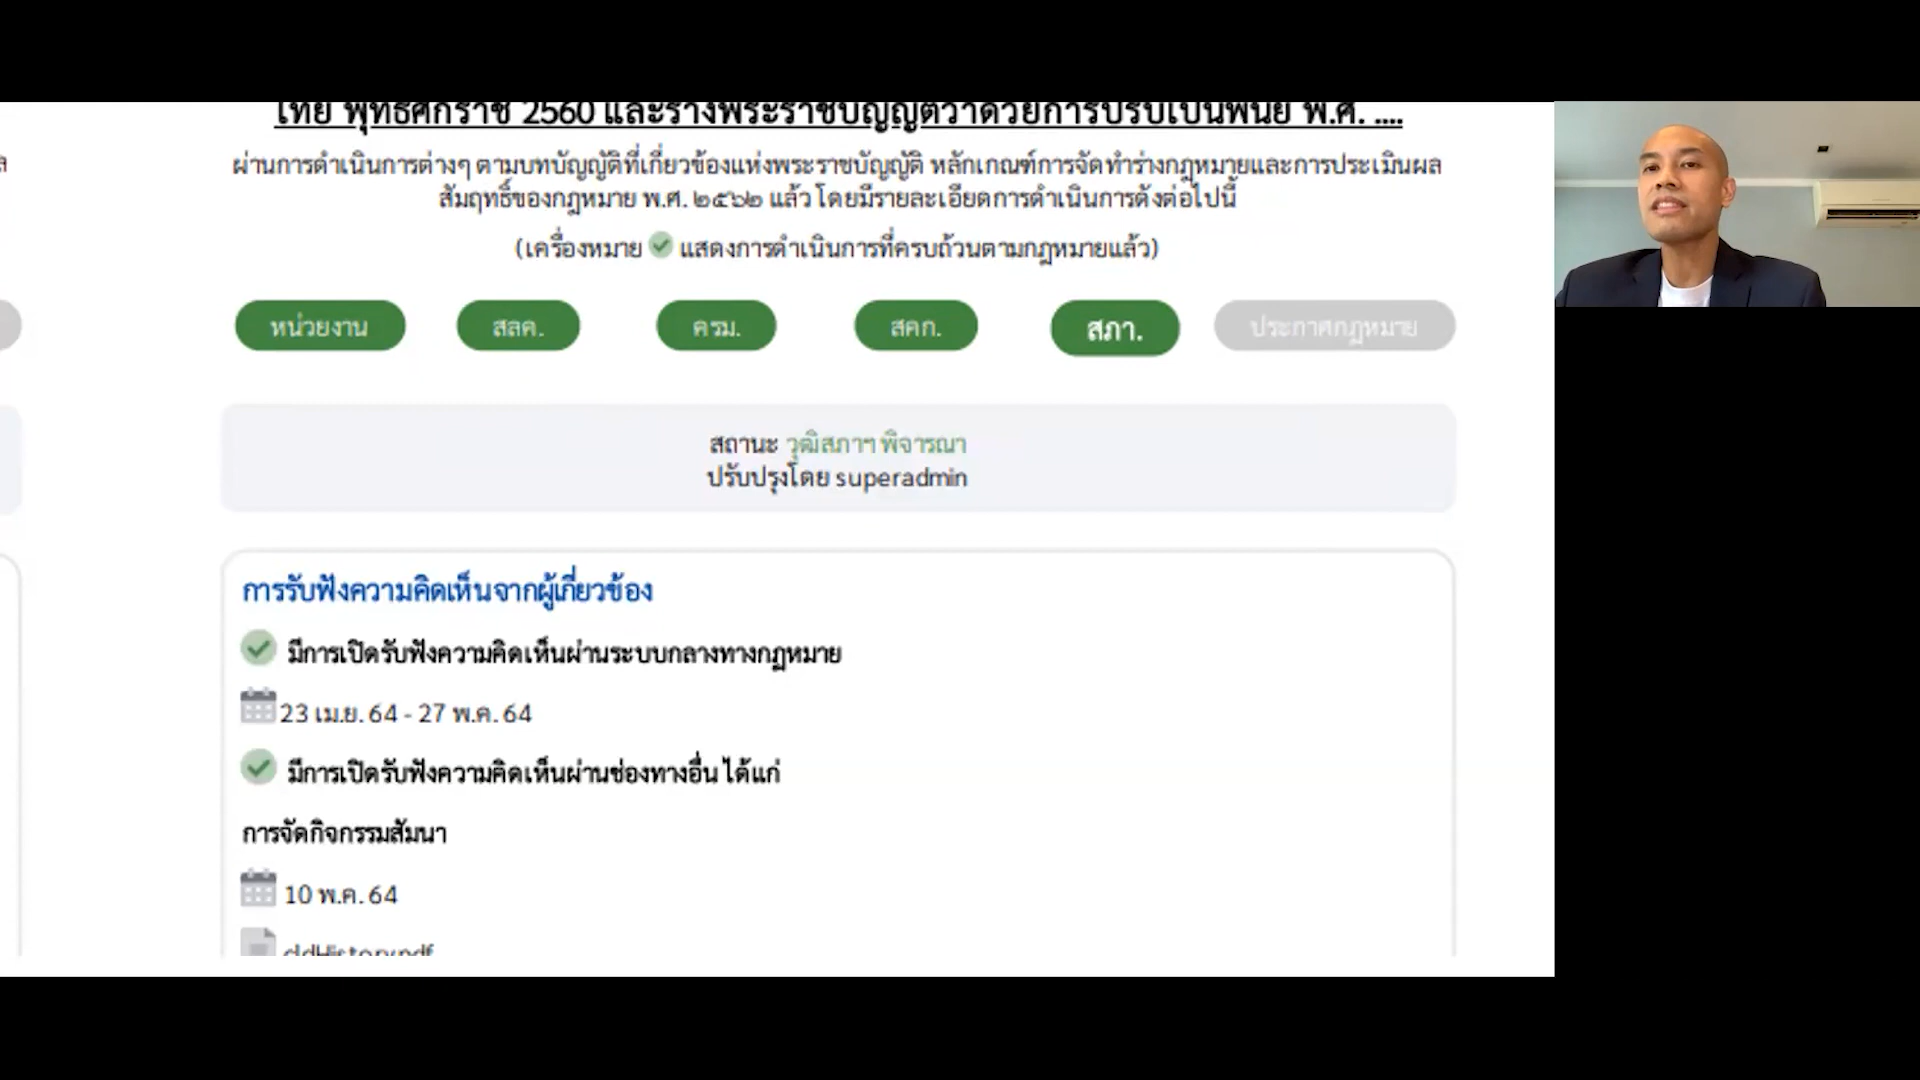 ไทย พุทธศักราช 2560 และร่างพระราชบัญญัติว่าด้วยการปรับเป็นพินัย พ.ศ. ....
ผ่านการดำเนินการต่างๆ ตามบทบัญญัติที่เกี่ยวข้องแห่งพระราชบัญญัติ หลักเกณฑ์การจัดทำร่างกฎหมายและการประเมินผล
สัมฤทธิ์ของกฎหมาย พ.ศ. ๒๕๖๒ แล้ว โดยมีรายละเอียดการดำเนินการดังต่อไปนี้
(เครื่องหมาย แสดงการดำเนินการที่ครบถ้วนตามกฎหมายแล้ว)
หน่วยงาน สลค. ครม. สคก. สภา. ประกาศกฎหมาย
สถานะ วุฒิสภาฯ พิจารณา
ปรับปรุงโดย superadmin
การรับฟังความคิดเห็นจากผู้เกี่ยวข้อง
มีการเปิดรับฟังความคิดเห็นผ่านระบบกลางทางกฎหมาย
23 เม.ย. 64 - 27 พ.ค. 64
มีการเปิดรับฟังความคิดเห็นผ่านช่องทางอื่น ได้แก่
การจัดกิจกรรมสัมนา
10 พ.ค. 64